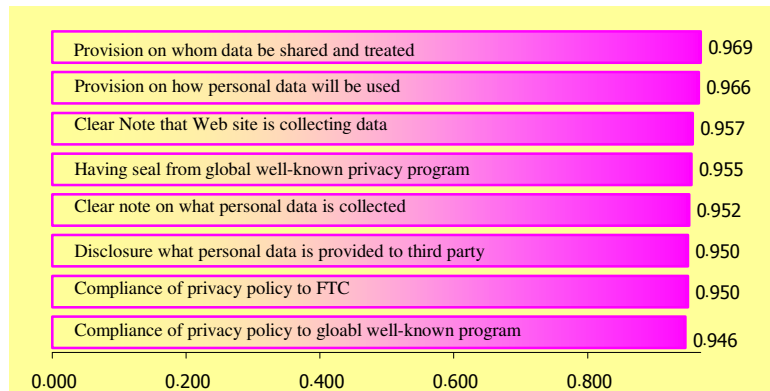 Provision on whom data be shared and treated 0.969
Provision on how personal data will be used 0.966
Clear Note that Web site is collecting data 0.957
Having seal from global well-known privacy program 0.955
Clear note on what personal data is collected 0.952
Disclosure what personal data is provided to third party 0.950
Compliance of privacy policy to FTC 0.950
Compliance of privacy policy to gloabl well-known program 0.946
0.000 0.200 0.400 0.600 0.800